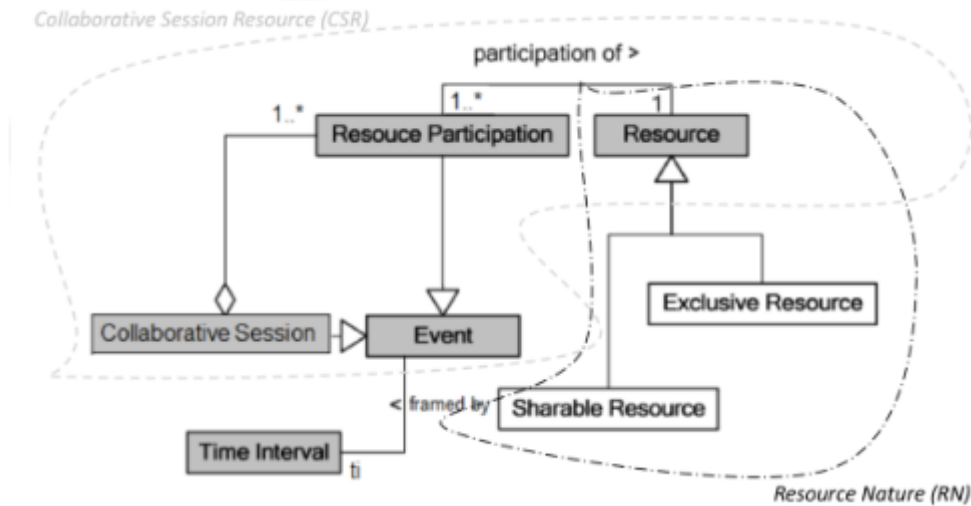 Collaborative Session Resource (CSR)
participation of >
1..*
1..*
1
Resouce Participation
Resource
Exclusive Resource
Collaborative Session
Event
< framed by
Sharable Resource
Time Interval
ti
Resource Nature (RN)